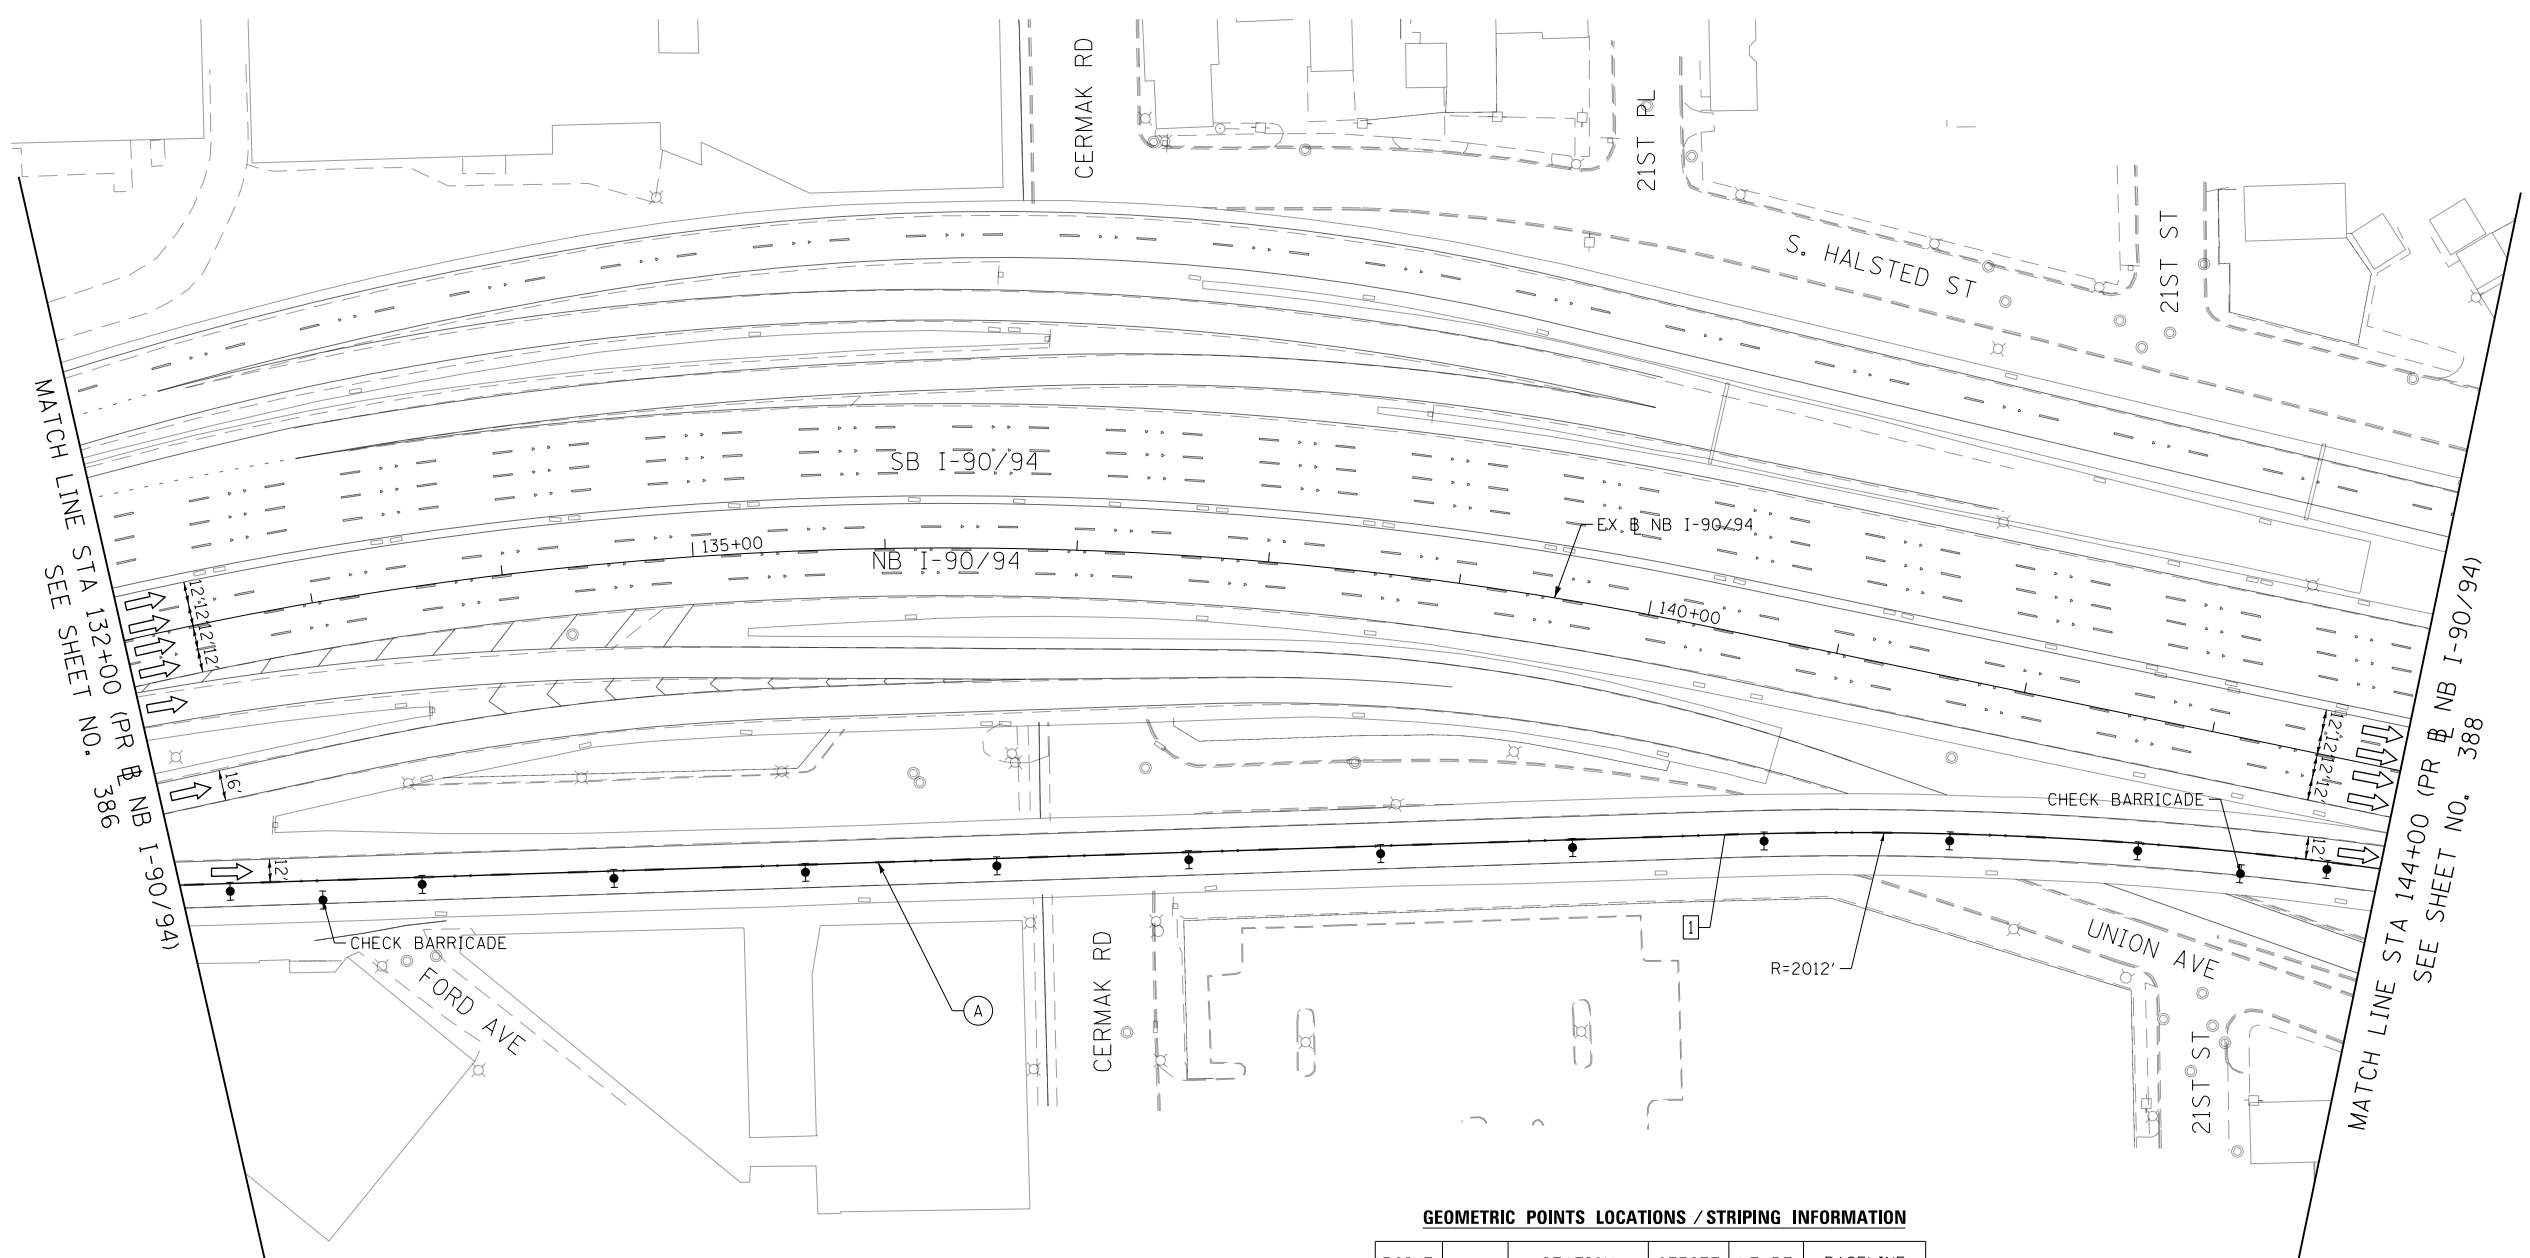 CERMAK RD
21ST PL
S. HALSTED ST
21ST ST
MATCH LINE STA 132+00 (PR B NB I-90/94)
SEE SHEET NO. 386
SB I-90/94
135+00
NB I-90/94
EX. B NB I-90/94
140+00
12'
12'
12'
12'
16'
12'
12'
12'
12'
12'
12'
CHECK BARRICADE
CHECK BARRICADE
FORD AVE
A
CERMAK RD
1
R=2012'
UNION AVE
21ST ST
MATCH LINE STA 144+00 (PR B NB I-90/94)
SEE SHEET NO. 388
GEOMETRIC POINTS LOCATIONS / STRIPING INFORMATION